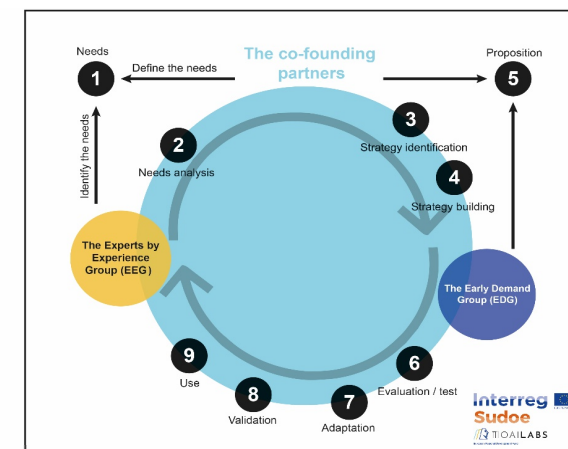 Needs
1
Define the needs
The co-founding
partners
Proposition
5
Identify the needs
2
Needs analysis
3
Strategy identification
4
Strategy building
The Experts by
Experience
Group (EEG)
The Early Demand
Group (EDG)
9
Use
8
Validation
7
Adaptation
6
Evaluation / test
Interreg
Sudoe
TIOAILABS